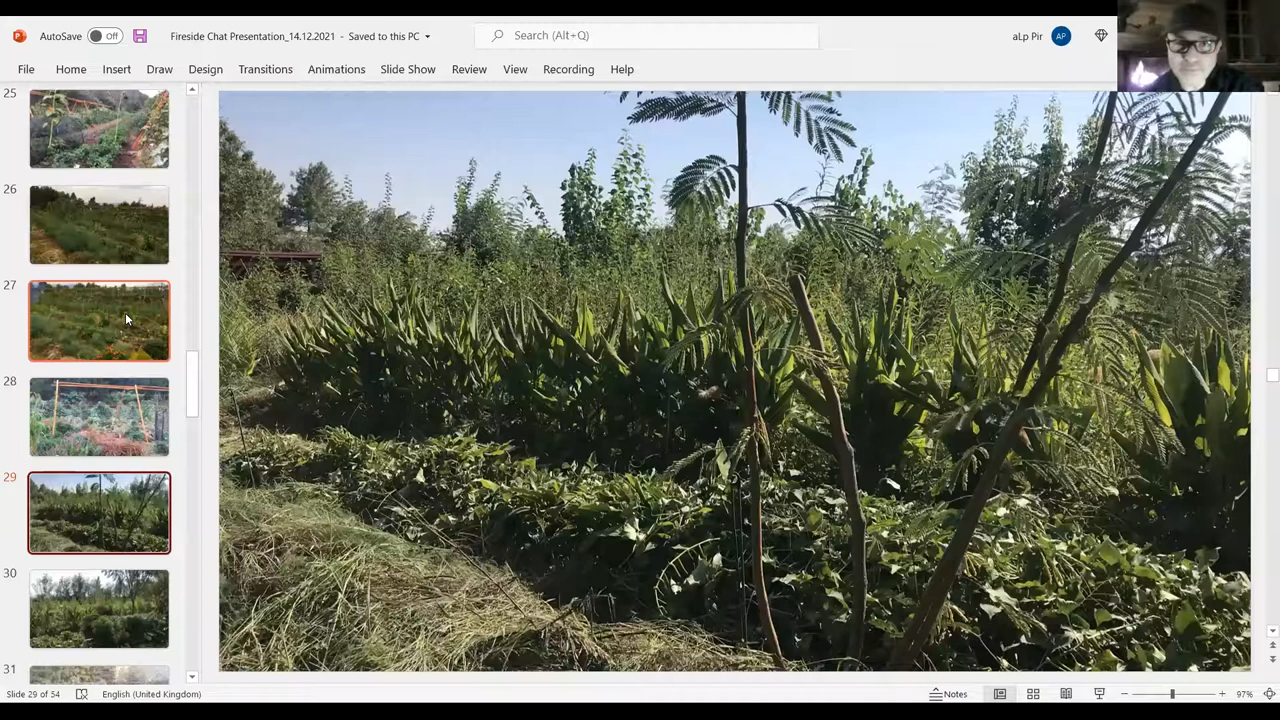 AutoSave Off Fireside Chat Presentation_14.12.2021 - Saved to this PC Search (Alt+Q) aLp Pir AP
File Home Insert Draw Design Transitions Animations Slide Show Review View Recording Help
25
26
27
28
29
30
31
Slide 29 of 54 English (United Kingdom) Notes 97%